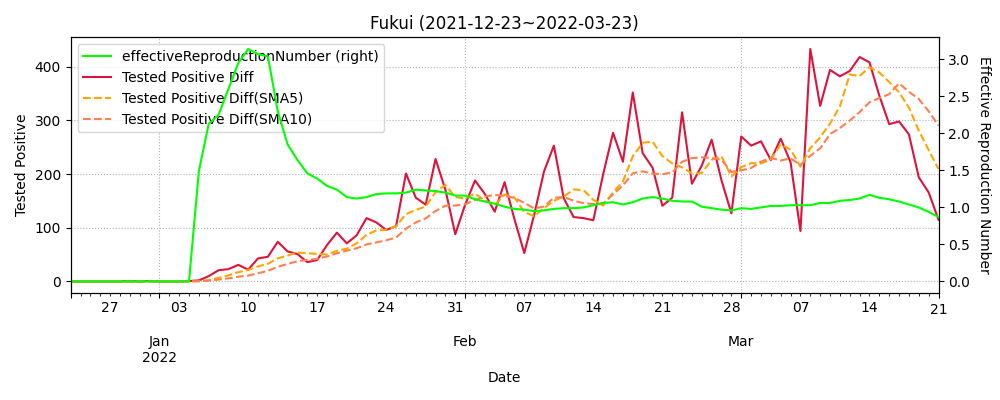 Fukui (2021-12-23~2022-03-23)
effectiveReproductionNumber (right)
Tested Positive Diff
Tested Positive Diff(SMA5)
Tested Positive Diff(SMA10)
Tested Positive
400
300
200
100
0
3.0
2.5
2.0
1.5
1.0
0.5
0.0
Effective Reproduction Number
27 03 10 17 24 31 07 14 21 28 07 14 21
Jan Feb Mar
2022
Date